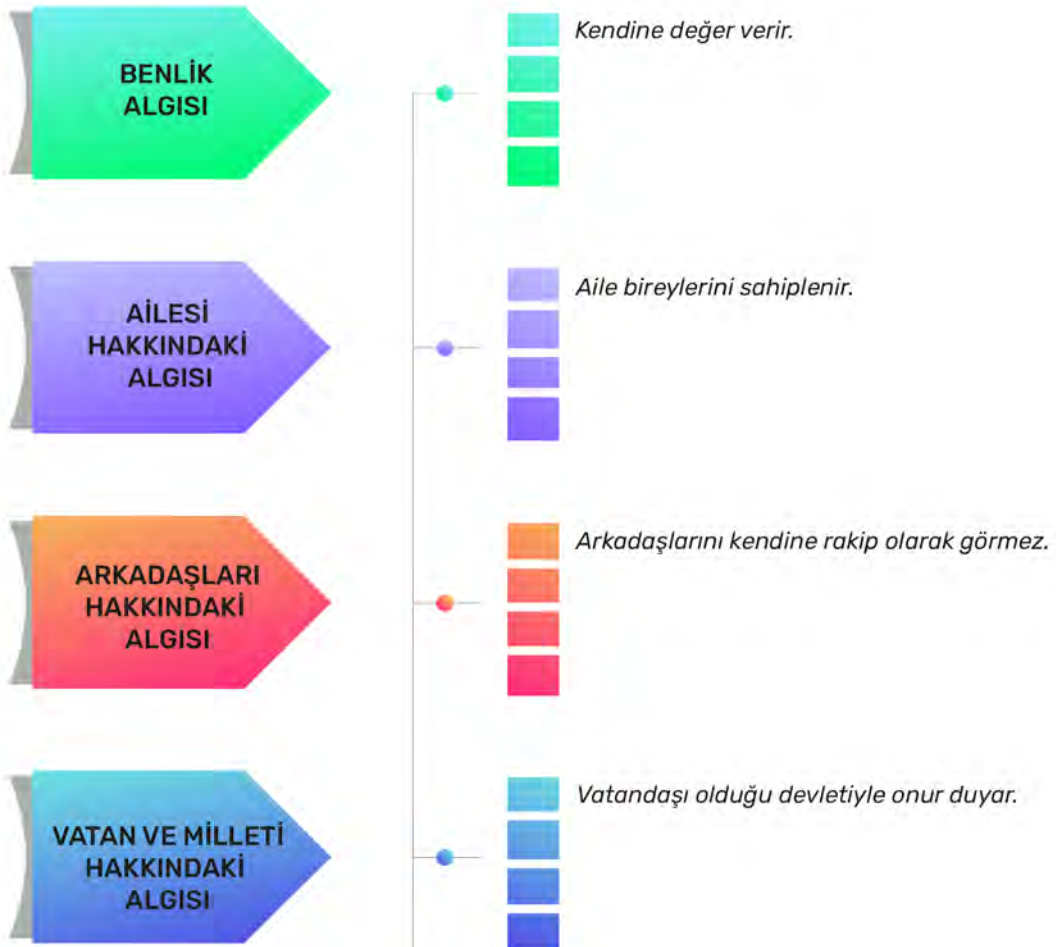 BENLİK
ALGISI
Kendine değer verir.
AİLESİ
HAKKINDAKİ
ALGISI
Aile bireylerini sahiplenir.
ARKADAŞLARI
HAKKINDAKİ
ALGISI
Arkadaşlarını kendine rakip olarak görmez.
VATAN VE MİLLETİ
HAKKINDAKİ
ALGISI
Vatandaşı olduğu devletiyle onur duyar.